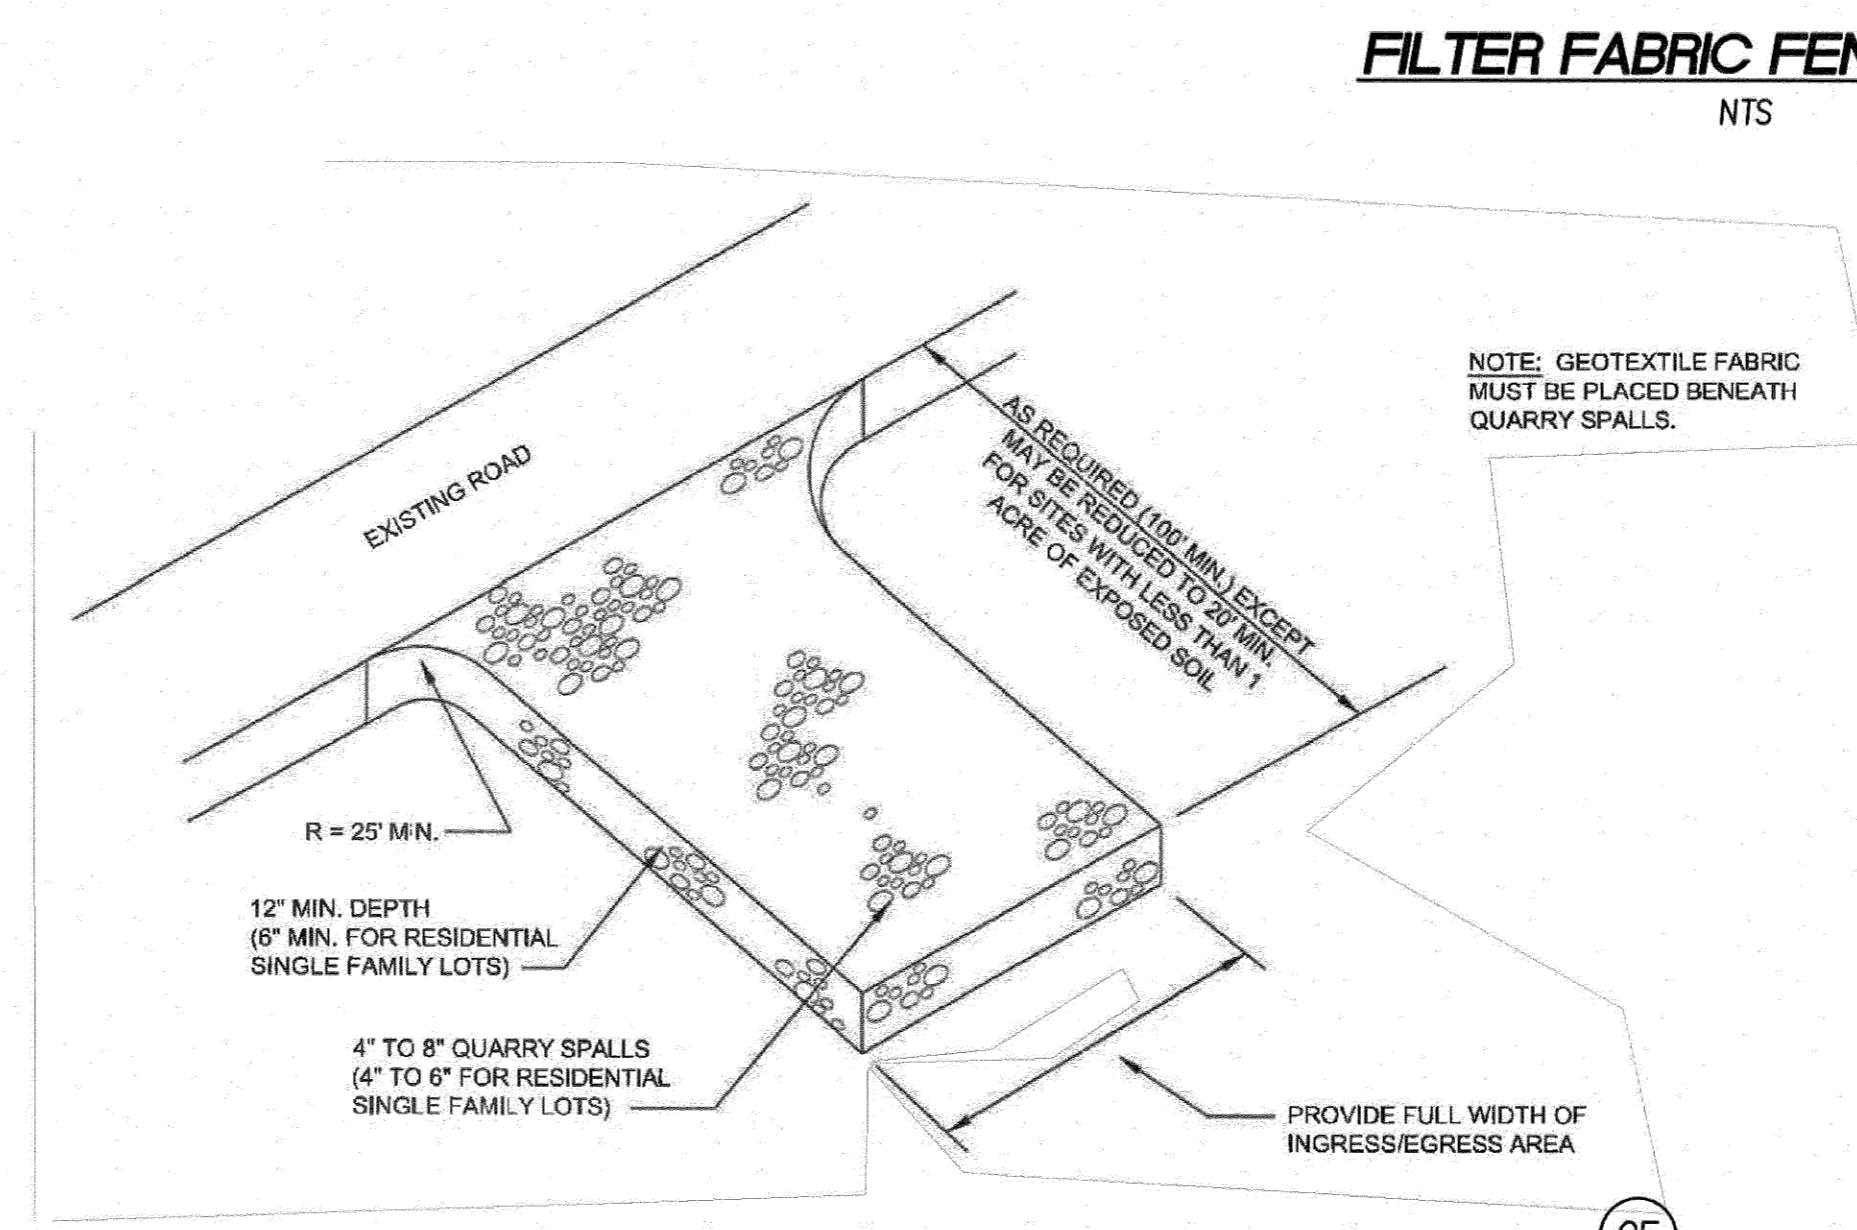 FILTER FABRIC
NTS
NOTE: GEOTEXTILE FABRIC
MUST BE PLACED BENEATH
QUARRY SPALLS.
EXISTING ROAD
AS REQUIRED (100' MIN.) EXCEPT
MAY BE REDUCED TO 20' MIN.
FOR SITES WITH LESS THAN 1
ACRE OF EXPOSED SOIL
R = 25' MIN.
12" MIN. DEPTH
(6" MIN. FOR RESIDENTIAL
SINGLE FAMILY LOTS)
4" TO 8" QUARRY SPALLS
(4" TO 6" FOR RESIDENTIAL
SINGLE FAMILY LOTS)
PROVIDE FULL WIDTH OF
INGRESS/EGRESS AREA